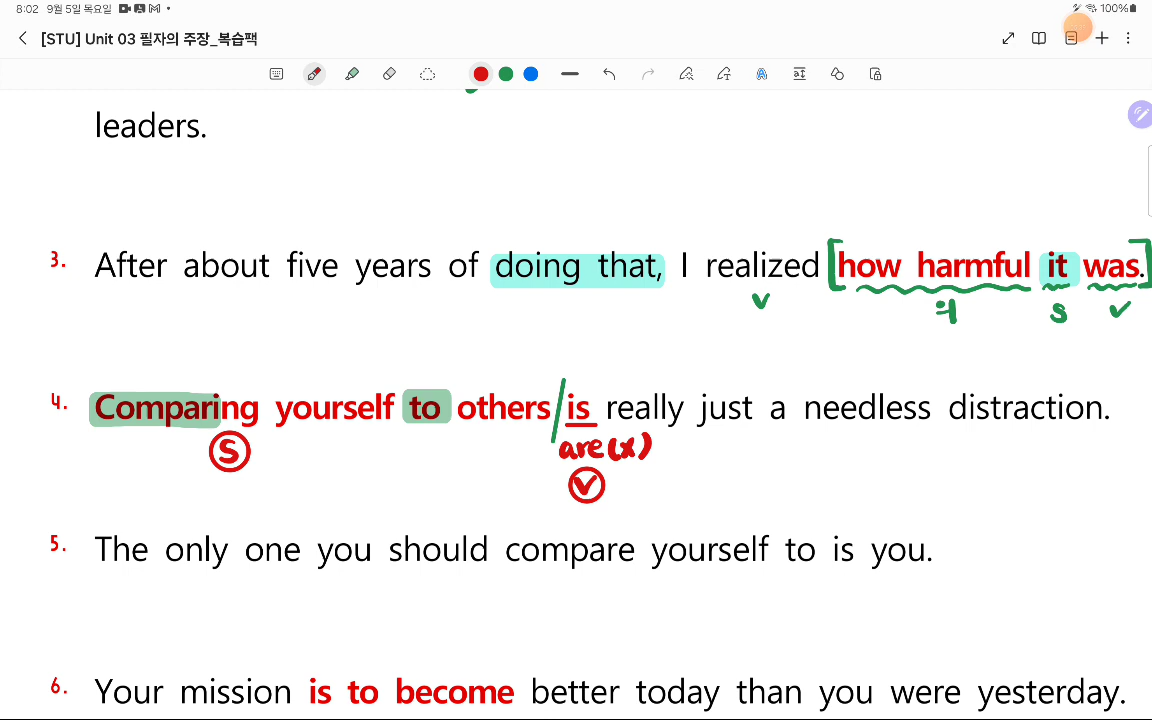 8:02 9월 5일 목요일 100%
[STU] Unit 03 필자의 주장_복습팩
leaders.
3. After about five years of doing that, I realized [how harmful it was.]
v s v
4. Comparing yourself to others / is really just a needless distraction.
S are(x)
V
5. The only one you should compare yourself to is you.
6. Your mission is to become better today than you were yesterday.